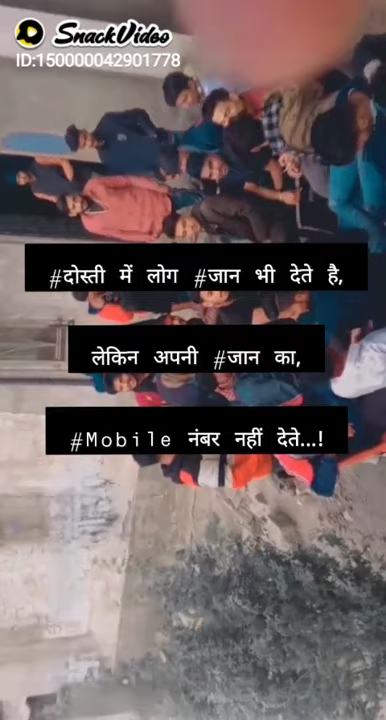 SnackVideo
ID:150000042901778
#दोस्ती में लोग #जान भी देते है,
लेकिन अपनी #जान का,
#Mobile नंबर नहीं देते...!